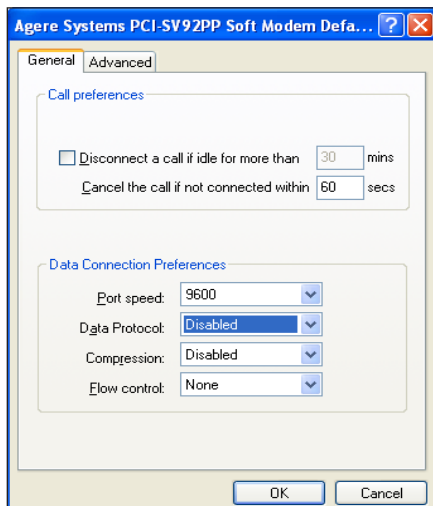 Agere Systems PCI-SV92PP Soft Modem Defa...
General Advanced
Call preferences
Disconnect a call if idle for more than 30 mins
Cancel the call if not connected within 60 secs
Data Connection Preferences
Port speed: 9600
Data Protocol: Disabled
Compression: Disabled
Flow control: None
OK Cancel